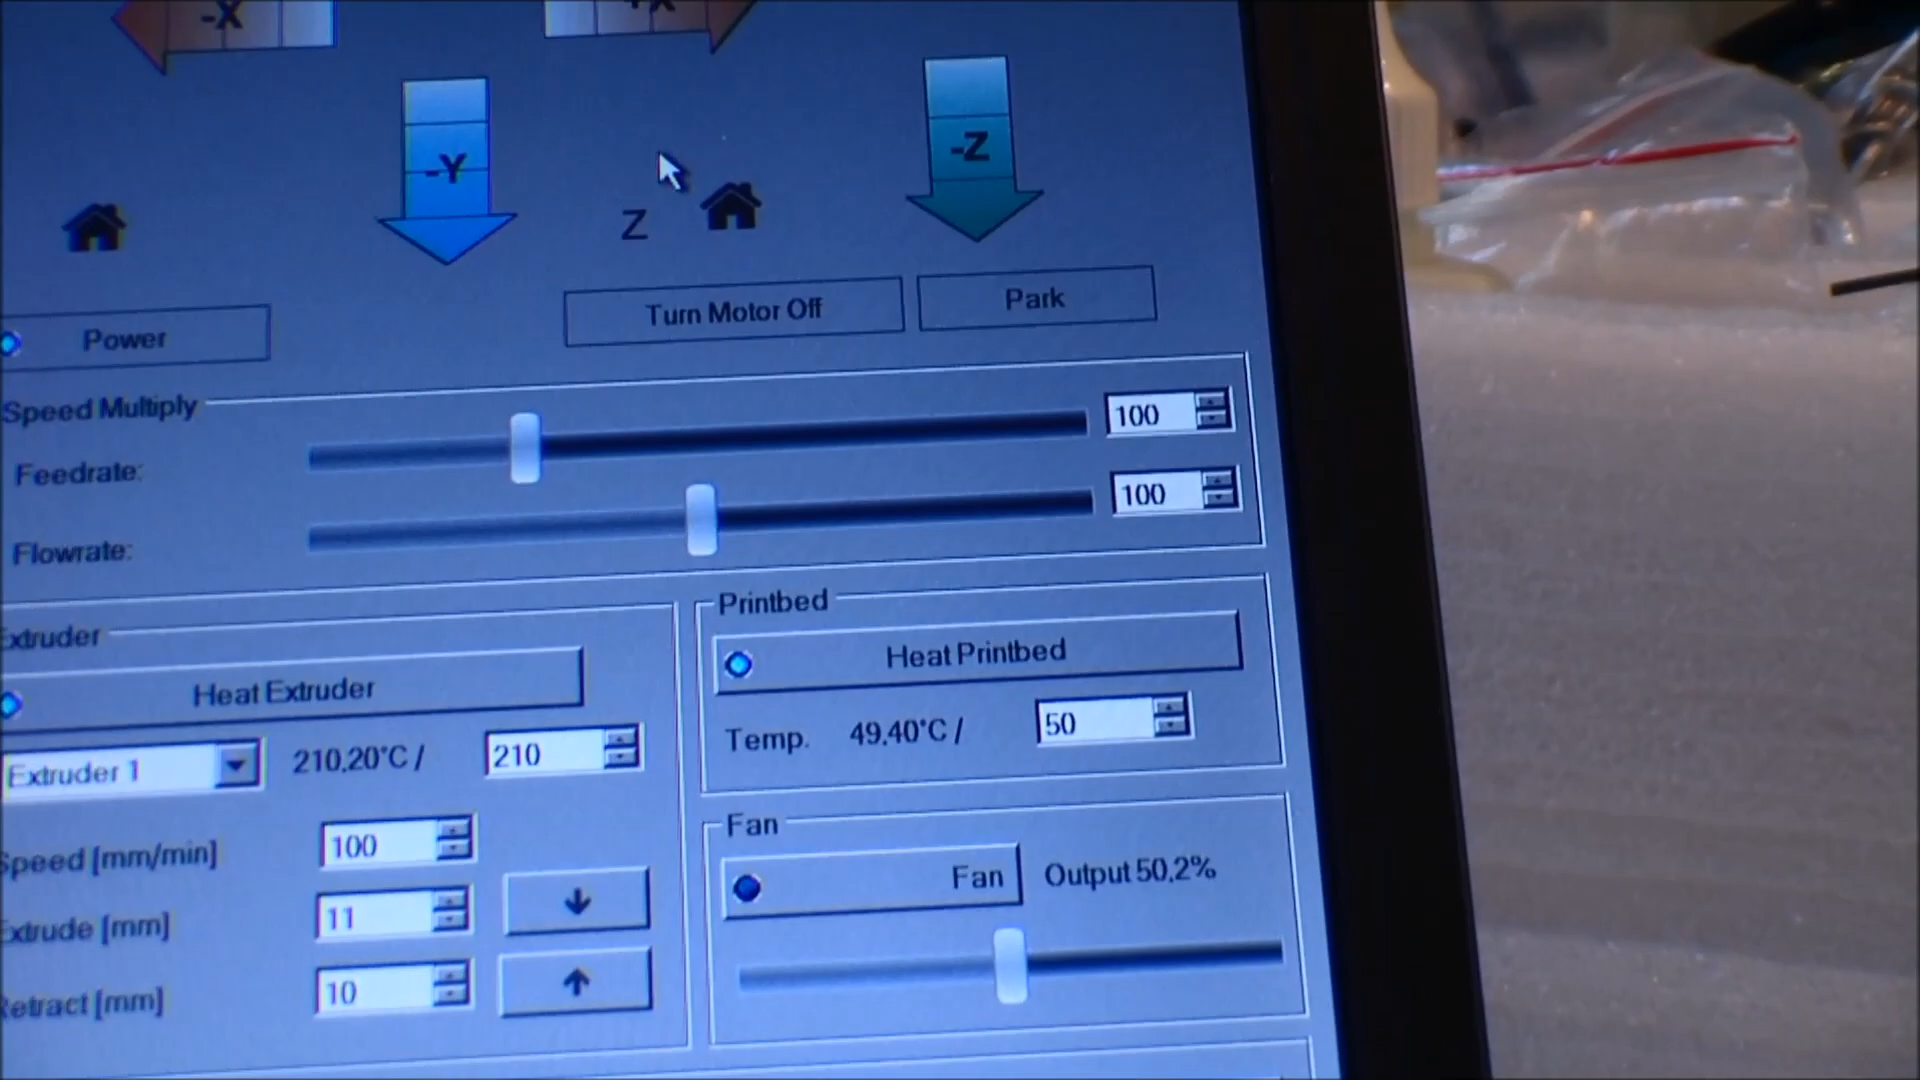 -X
+X
-Y
-Z
Z
Turn Motor Off
Park
Power
Speed Multiply
100
Feedrate:
100
Flowrate:
Printbed
Extruder
Heat Printbed
Heat Extruder
Temp. 49,40°C / 50
Extruder 1 210,20°C / 210
Fan
Speed [mm/min] 100
Fan Output 50,2%
Extrude [mm] 11
Retract [mm] 10